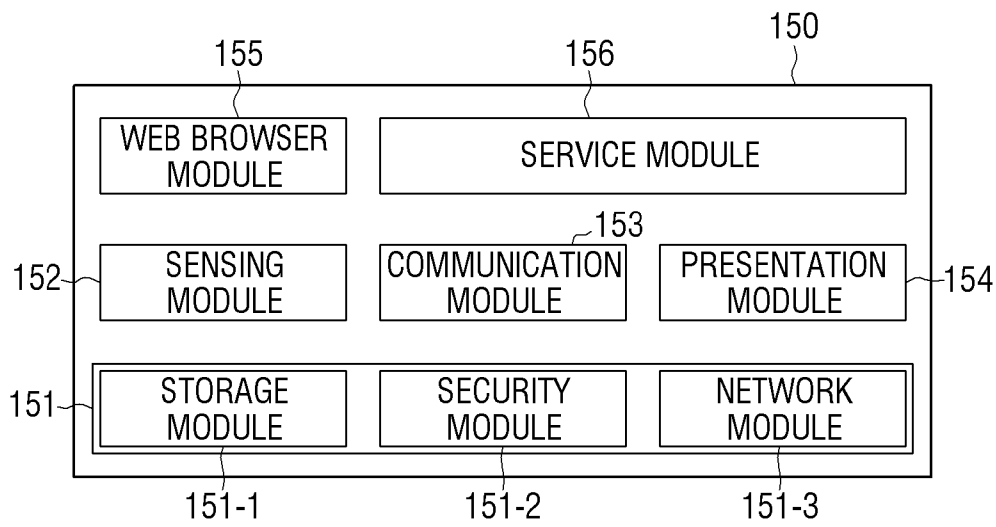 150
155
156
WEB BROWSER
MODULE
SERVICE MODULE
153
152
SENSING
MODULE
COMMUNICATION
MODULE
PRESENTATION
MODULE
154
151
STORAGE
MODULE
SECURITY
MODULE
NETWORK
MODULE
151-1
151-2
151-3